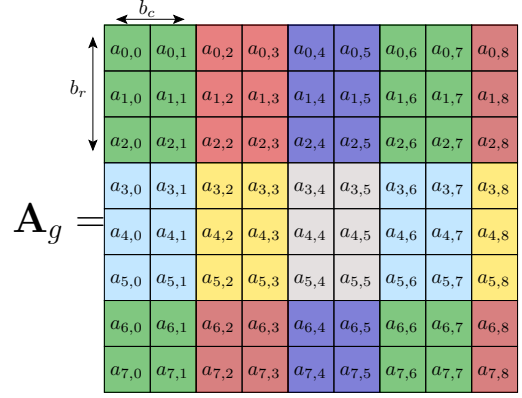 b_c
a_{0,0} a_{0,1} a_{0,2} a_{0,3} a_{0,4} a_{0,5} a_{0,6} a_{0,7} a_{0,8}
b_r
a_{1,0} a_{1,1} a_{1,2} a_{1,3} a_{1,4} a_{1,5} a_{1,6} a_{1,7} a_{1,8}
a_{2,0} a_{2,1} a_{2,2} a_{2,3} a_{2,4} a_{2,5} a_{2,6} a_{2,7} a_{2,8}
a_{3,0} a_{3,1} a_{3,2} a_{3,3} a_{3,4} a_{3,5} a_{3,6} a_{3,7} a_{3,8}
A_g =
a_{4,0} a_{4,1} a_{4,2} a_{4,3} a_{4,4} a_{4,5} a_{4,6} a_{4,7} a_{4,8}
a_{5,0} a_{5,1} a_{5,2} a_{5,3} a_{5,4} a_{5,5} a_{5,6} a_{5,7} a_{5,8}
a_{6,0} a_{6,1} a_{6,2} a_{6,3} a_{6,4} a_{6,5} a_{6,6} a_{6,7} a_{6,8}
a_{7,0} a_{7,1} a_{7,2} a_{7,3} a_{7,4} a_{7,5} a_{7,6} a_{7,7} a_{7,8}